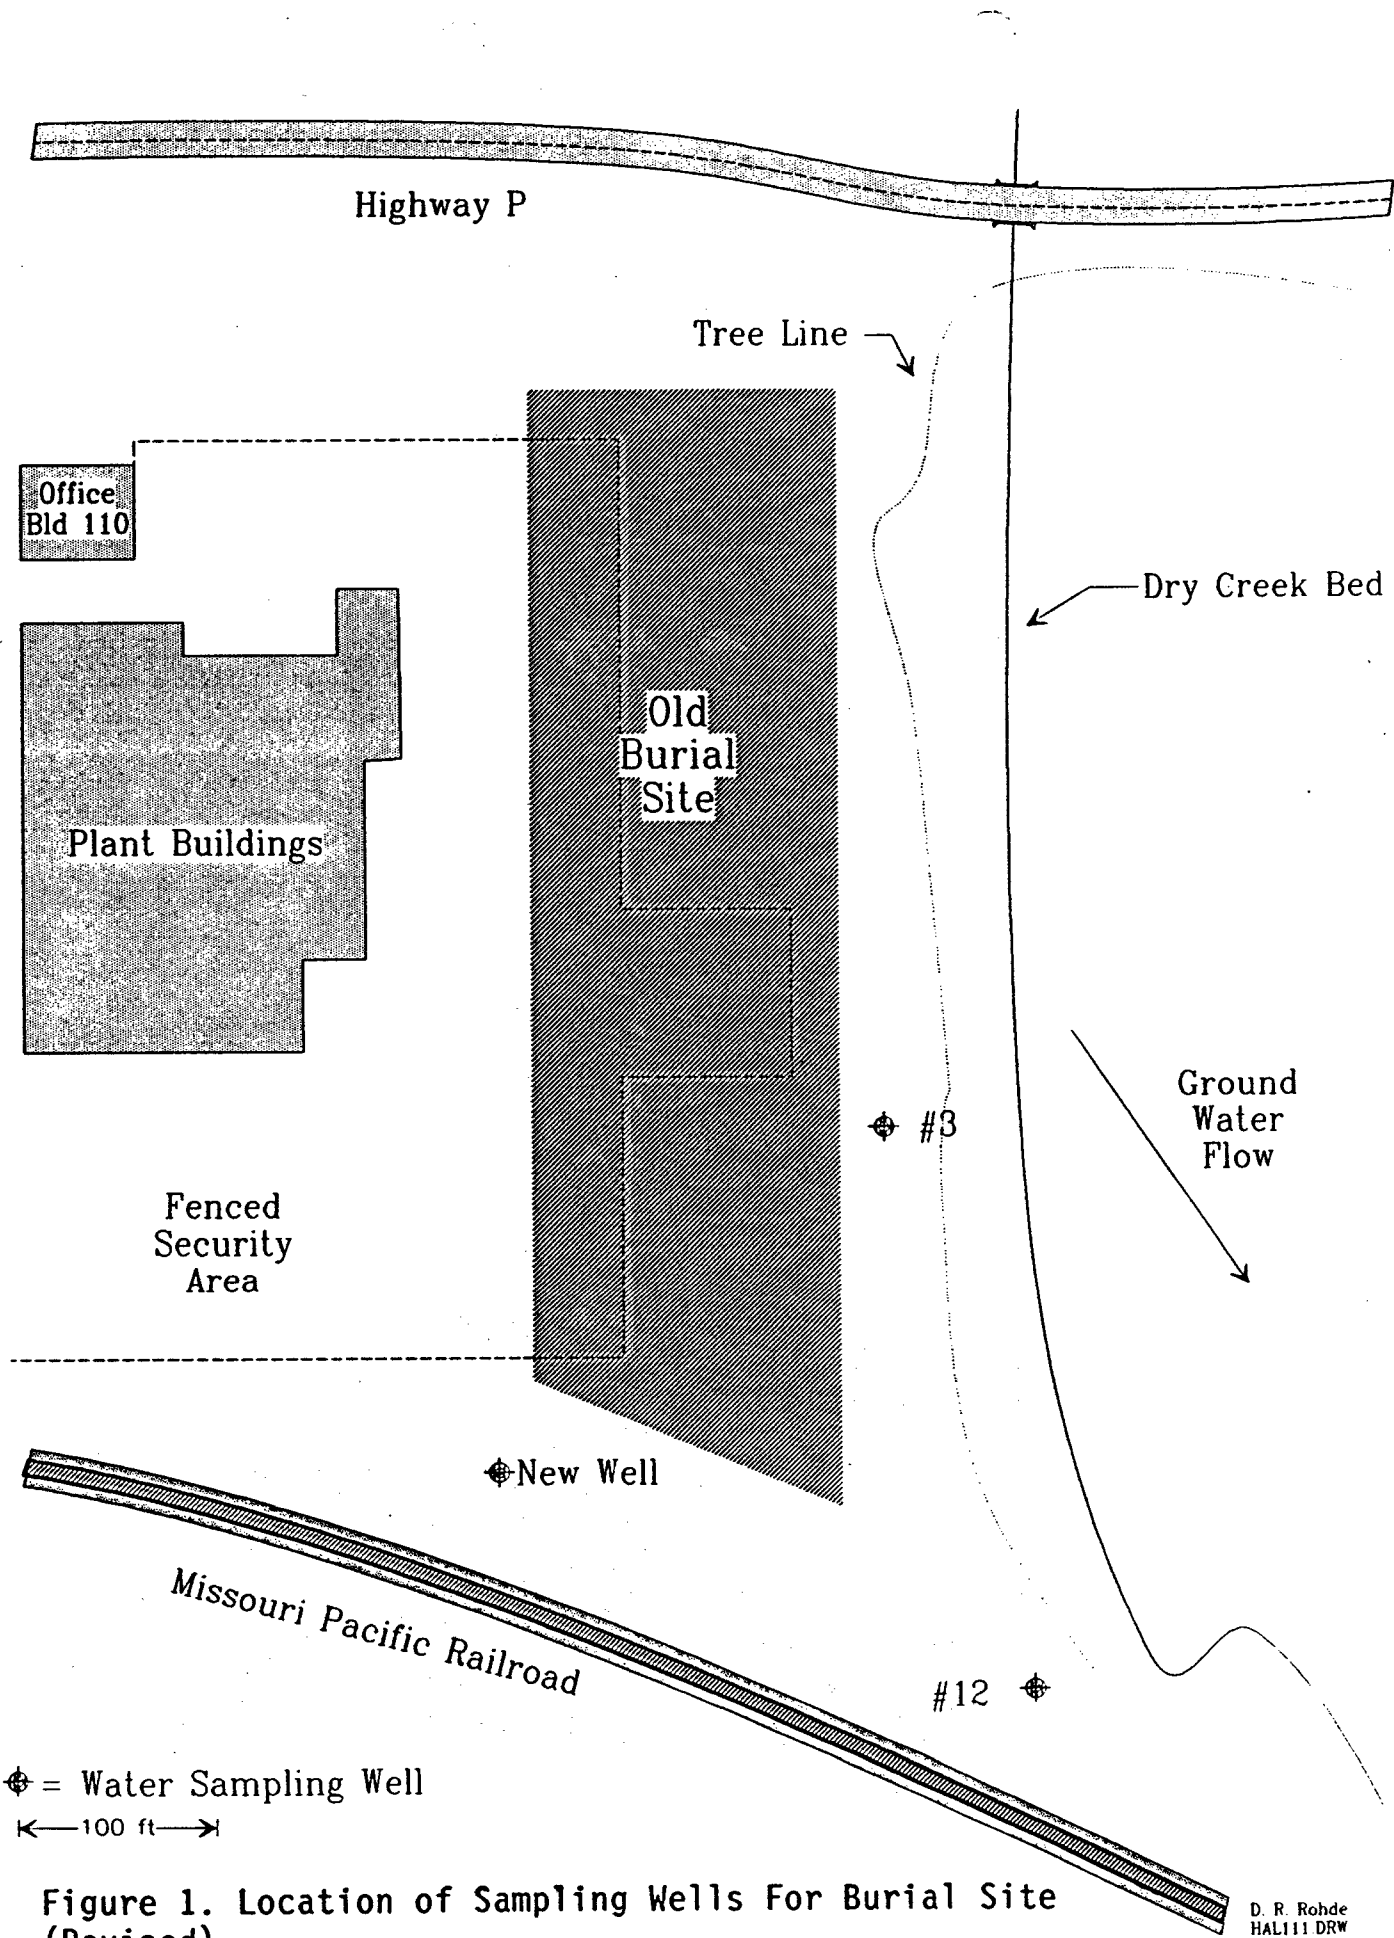 Highway P
Tree Line
Office
Bld 110
Dry Creek Bed
Old
Burial
Site
Plant Buildings
Ground
Water
Flow
#3
Fenced
Security
Area
New Well
Missouri Pacific Railroad
#12
= Water Sampling Well
100 ft
Figure 1. Location of Sampling Wells For Burial Site
(Revised)
D. R. Rohde
HAL111.DRW